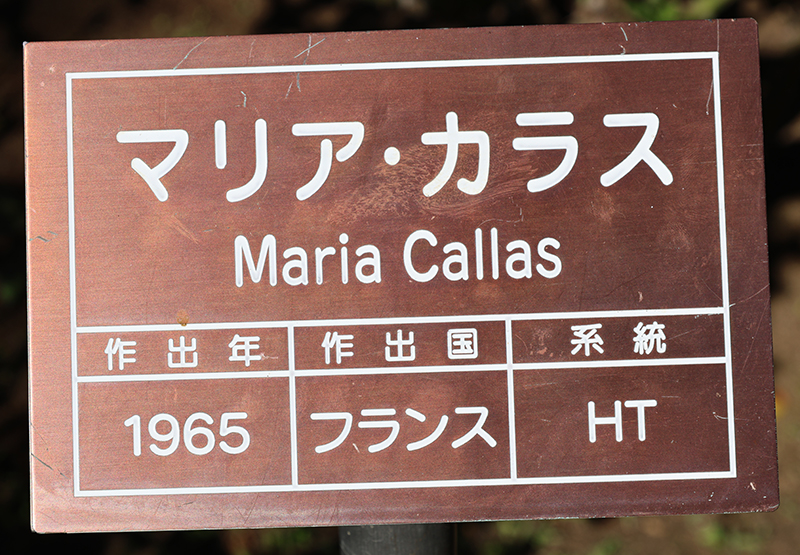 マリア・カラス
Maria Callas
作出年 作出国 系統
1965 フランス HT